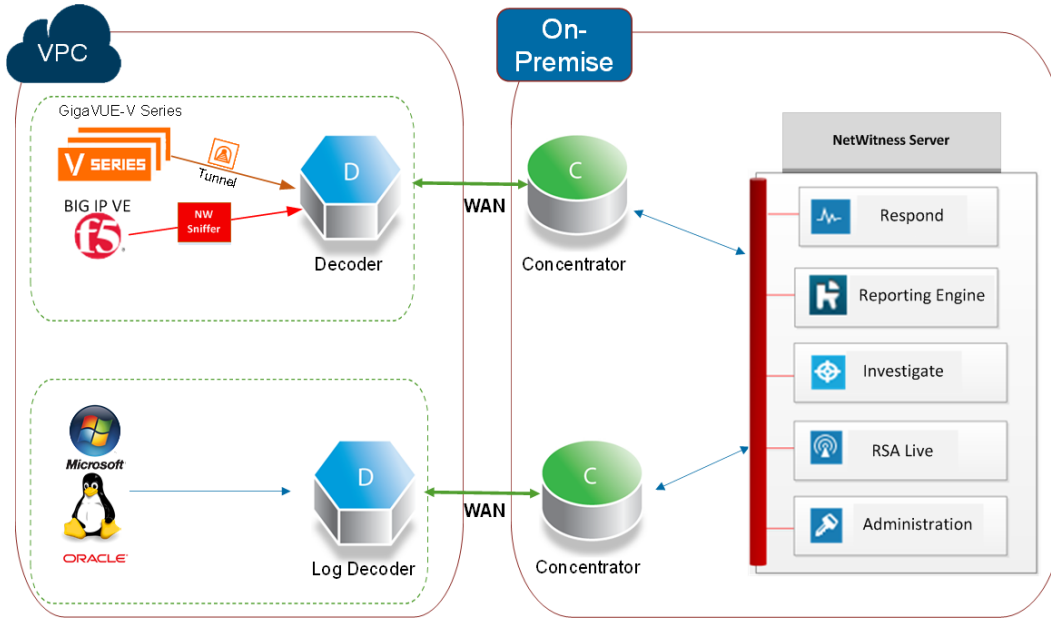 VPC
On-
Premise
GigaVUE-V Series
V SERIES
Tunnel
BIG IP VE
f5
NW
Sniffer
D
Decoder
WAN
C
Concentrator
NetWitness Server
Respond
Reporting Engine
Investigate
RSA Live
Administration
Microsoft
ORACLE
D
Log Decoder
WAN
C
Concentrator